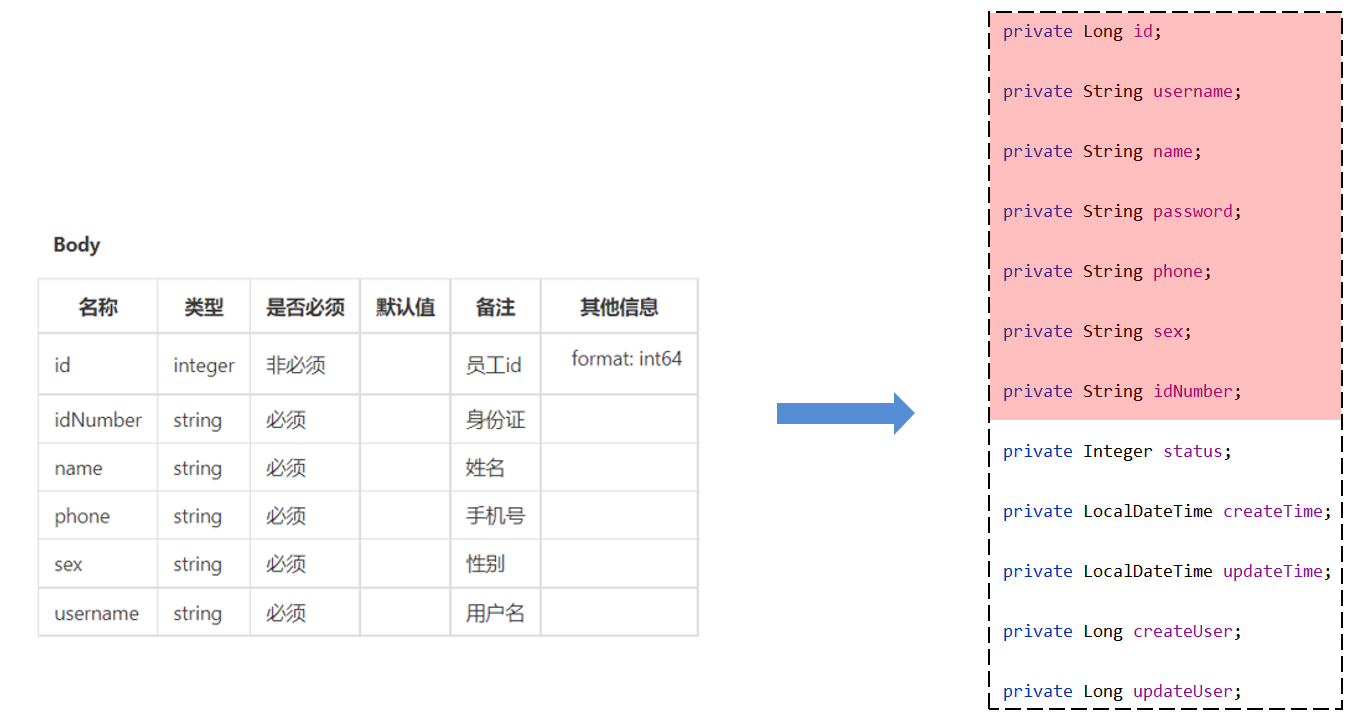 Body
名称 类型 是否必须 默认值 备注 其他信息
id integer 非必须 员工id format: int64
idNumber string 必须 身份证
name string 必须 姓名
phone string 必须 手机号
sex string 必须 性别
username string 必须 用户名
private Long id;
private String username;
private String name;
private String password;
private String phone;
private String sex;
private String idNumber;
private Integer status;
private LocalDateTime createTime;
private LocalDateTime updateTime;
private Long createUser;
private Long updateUser;